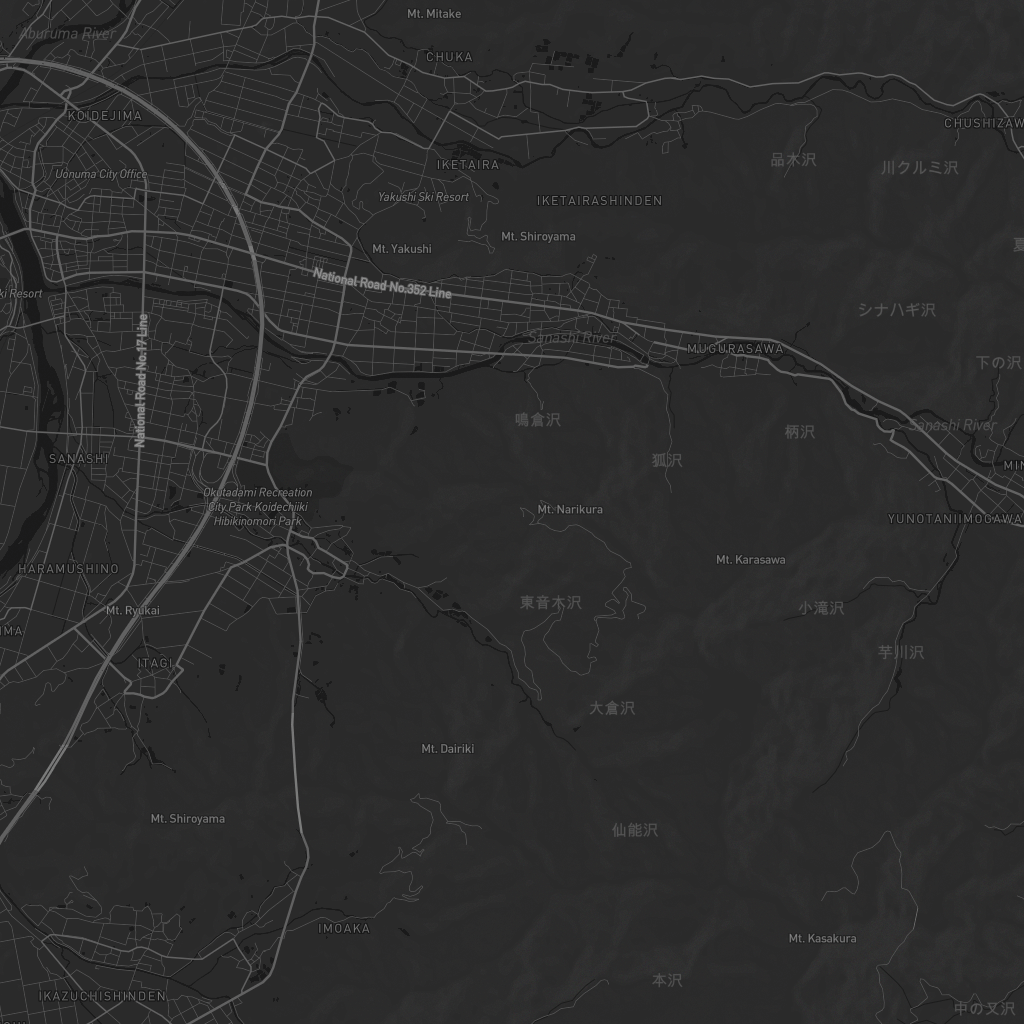 Mt. Mitake
Aburuma River
CHUKA
KOIDEJIMA
CHUSHIZAW
IKETAIRA
品木沢
川クルミ沢
Uonuma City Office
Yakushi Ski Resort
IKETAIRASHINDEN
Mt. Shiroyama
Mt. Yakushi
夏
National Road No.352 Line
ki Resort
シナハギ沢
National Road No.17 Line
Sanashi River
MUGURASAWA
下の沢
鳴倉沢
柄沢
Sanashi River
SANASHI
狐沢
MIN
Okutadami Recreation
City Park Koidechiiki
Hibikinomori Park
Mt. Narikura
YUNOTANIIMOGAWA
Mt. Karasawa
HARAMUSHINO
東音木沢
小滝沢
Mt. Ryukai
IMA
芋川沢
ITAGI
大倉沢
Mt. Dairiki
Mt. Shiroyama
仙能沢
IMOAKA
Mt. Kasakura
本沢
IKAZUCHISHINDEN
中の又沢